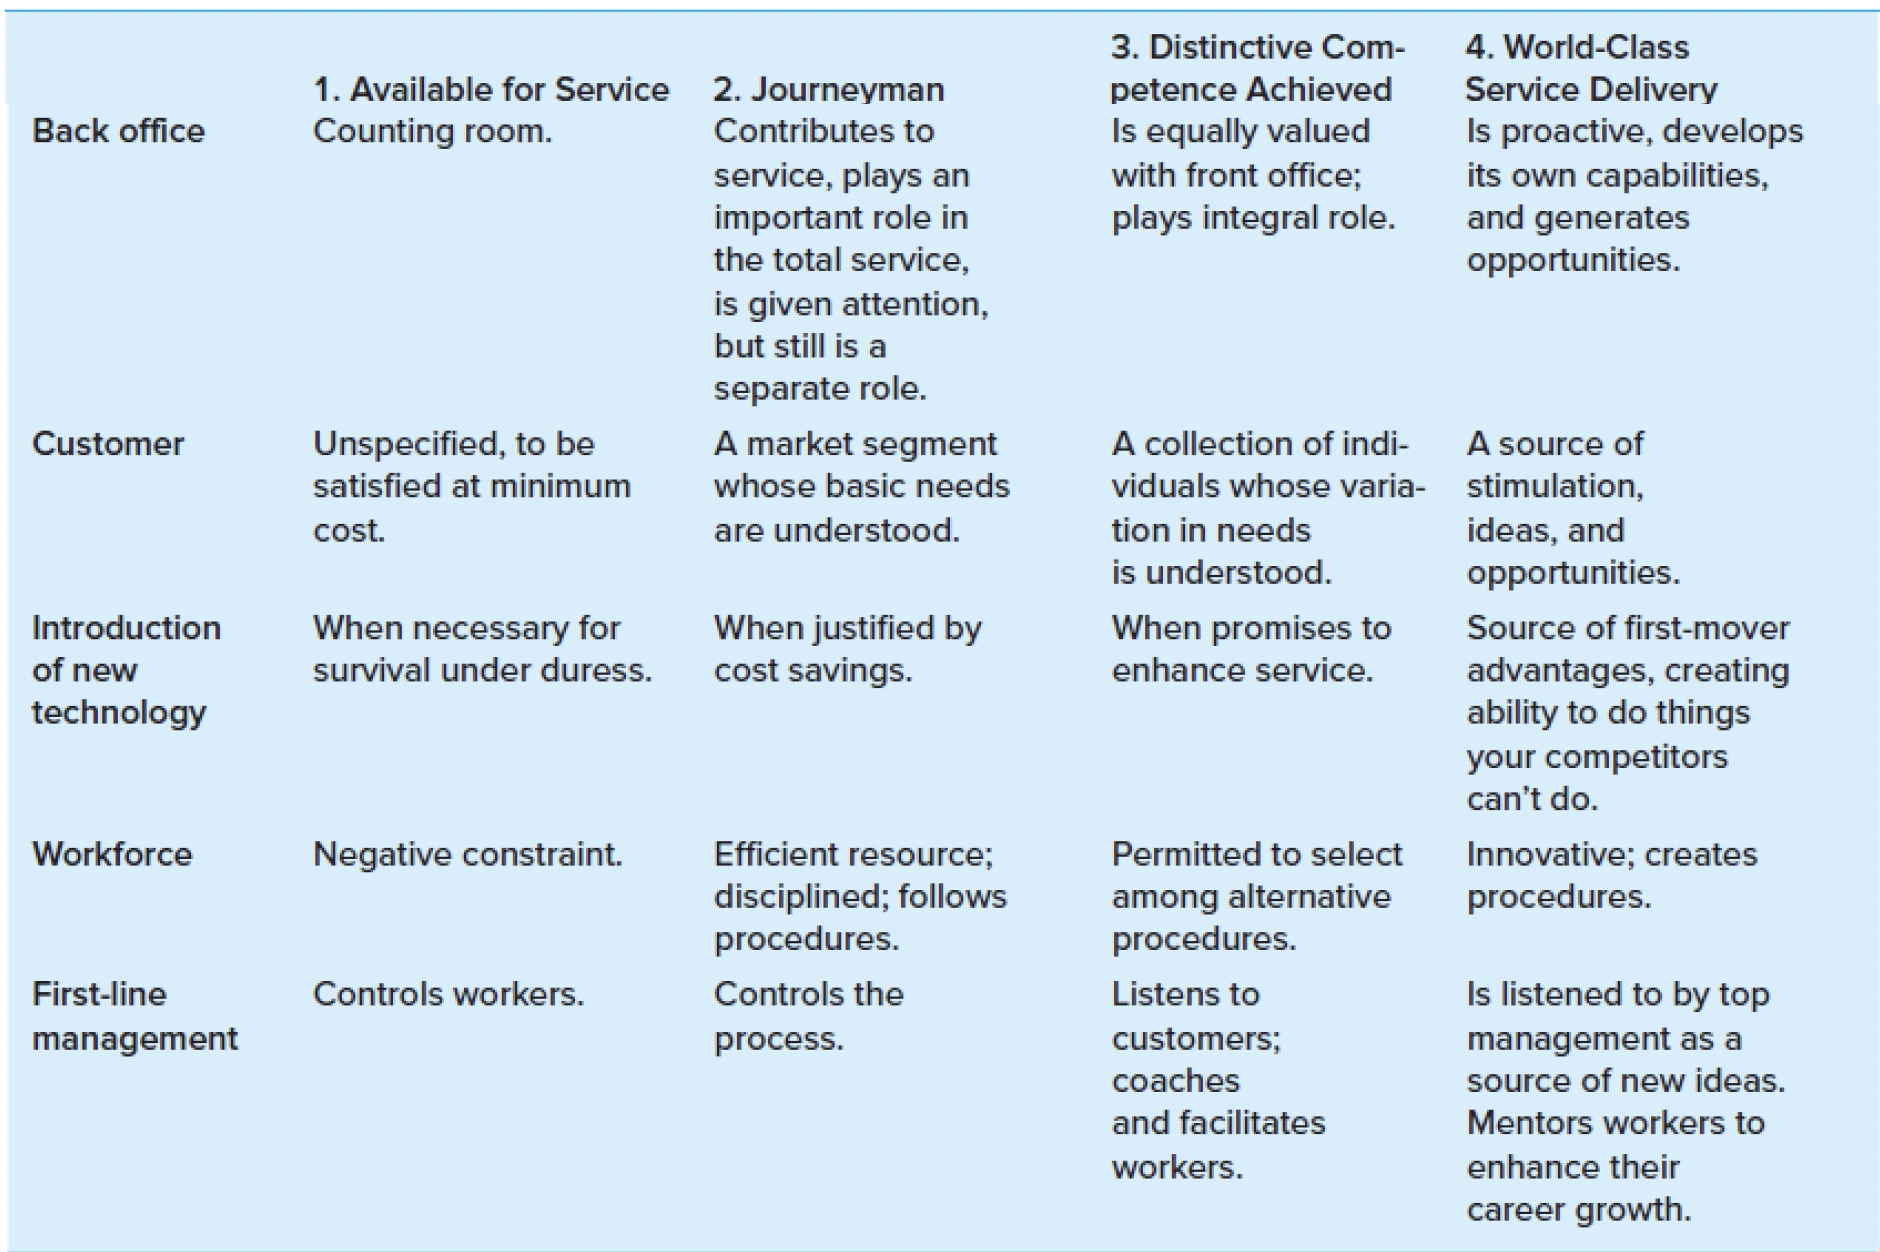 3. Distinctive Com- 4. World-Class
1. Available for Service 2. Journeyman petence Achieved Service Delivery
Back office Counting room. Contributes to Is equally valued Is proactive, develops
service, plays an with front office; its own capabilities,
important role in plays integral role. and generates
the total service, opportunities.
is given attention,
but still is a
separate role.
Customer Unspecified, to be A market segment A collection of indi- A source of
satisfied at minimum whose basic needs viduals whose varia- stimulation,
cost. are understood. tion in needs ideas, and
is understood. opportunities.
Introduction When necessary for When justified by When promises to Source of first-mover
of new survival under duress. cost savings. enhance service. advantages, creating
technology ability to do things
your competitors
can't do.
Workforce Negative constraint. Efficient resource; Permitted to select Innovative; creates
disciplined; follows among alternative procedures.
procedures. procedures.
First-line Controls workers. Controls the Listens to Is listened to by top
management process. customers; management as a
coaches source of new ideas.
and facilitates Mentors workers to
workers. enhance their
career growth.